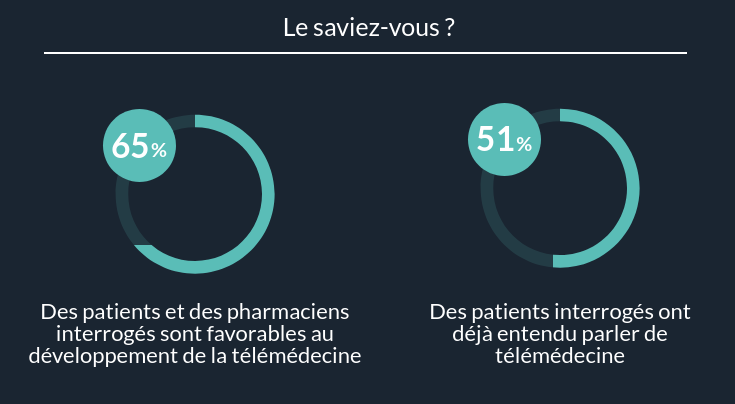 Le saviez-vous ?
65%
51%
Des patients et des pharmaciens
interrogés sont favorables au
développement de la télémédecine
Des patients interrogés ont
déjà entendu parler de
télémédecine